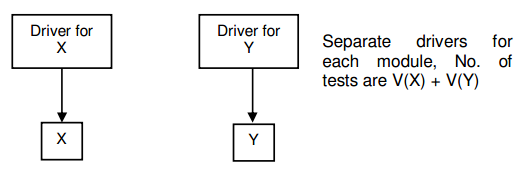 Driver for
X
Driver for
Y
Separate drivers for
each module, No. of
tests are V(X) + V(Y)
X
Y